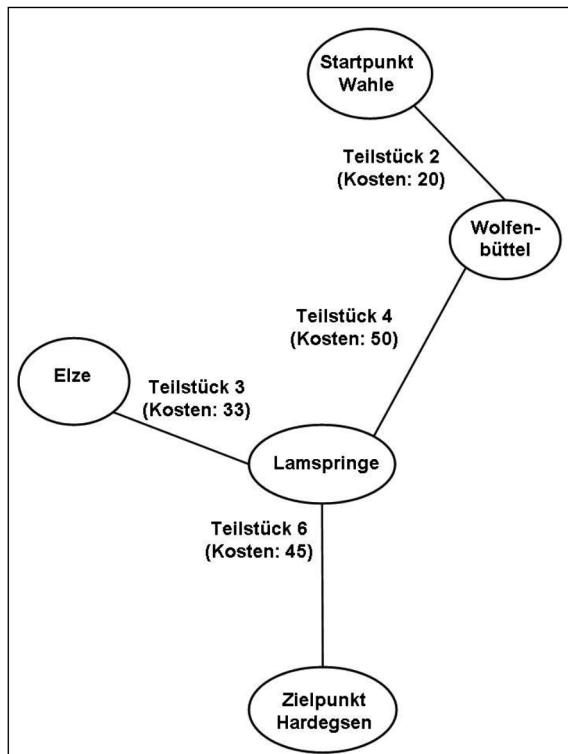 Startpunkt
Wahle
Teilstück 2
(Kosten: 20)
Wolfen-
büttel
Teilstück 4
(Kosten: 50)
Elze
Teilstück 3
(Kosten: 33)
Lamspringe
Teilstück 6
(Kosten: 45)
Zielpunkt
Hardegsen